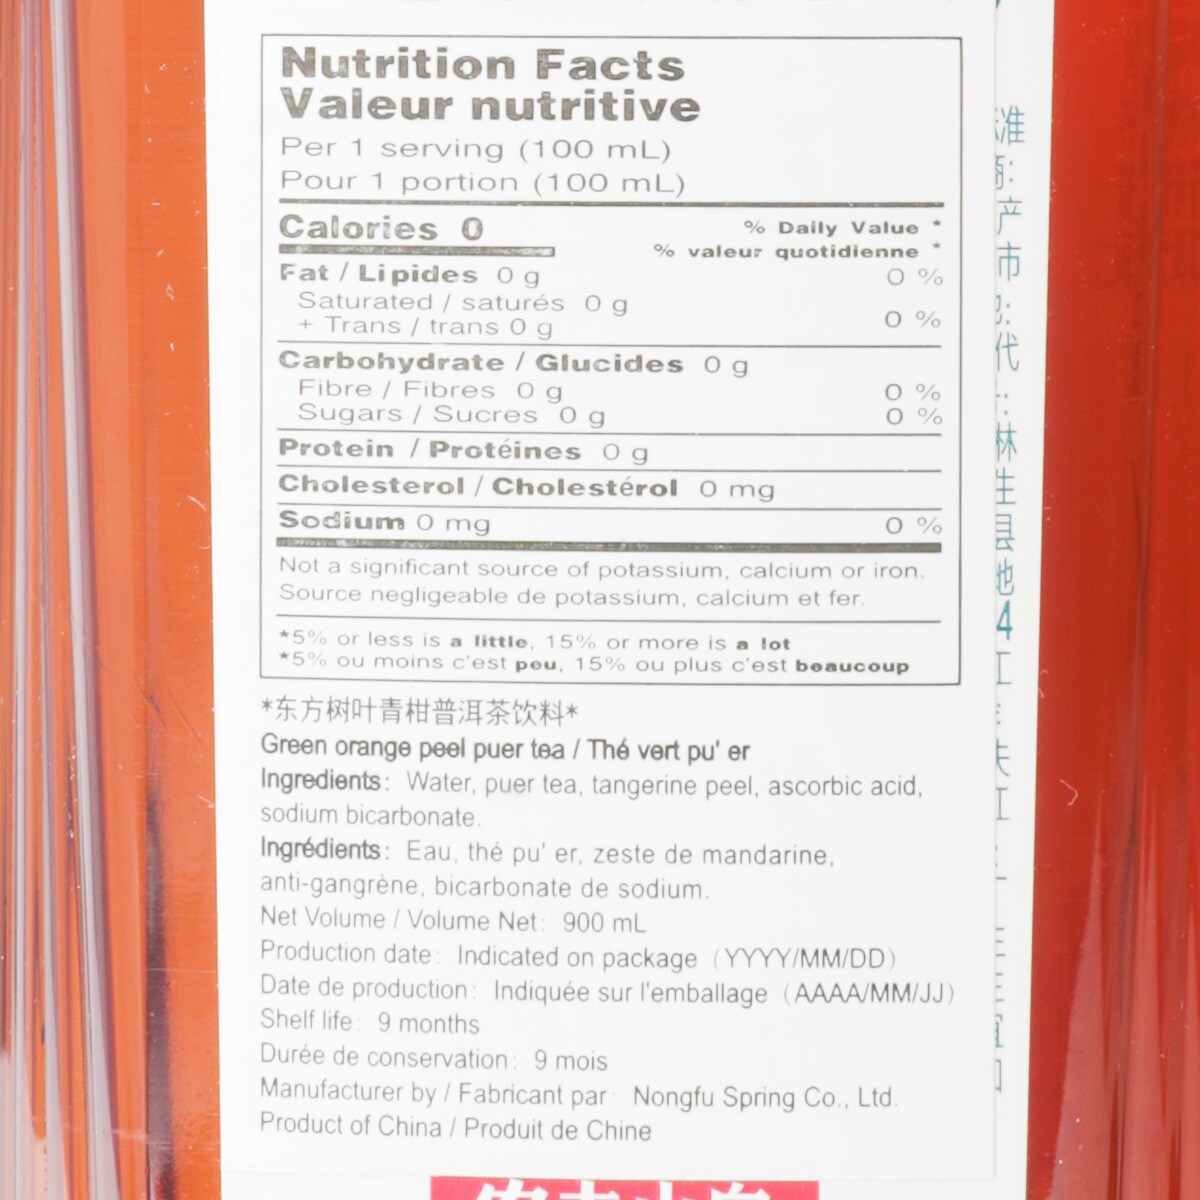 Nutrition Facts
Valeur nutritive
Per 1 serving (100 mL)
Pour 1 portion (100 mL)
Calories 0
% Daily Value *
% valeur quotidienne *
Fat / Lipides 0 g 0 %
Saturated / saturés 0 g
+ Trans / trans 0 g 0 %
Carbohydrate / Glucides 0 g
Fibre / Fibres 0 g 0 %
Sugars / Sucres 0 g 0 %
Protein / Protéines 0 g
Cholesterol / Cholestérol 0 mg
Sodium 0 mg 0 %
Not a significant source of potassium, calcium or iron.
Source negligeable de potassium, calcium et fer.
*5% or less is a little, 15% or more is a lot
*5% ou moins c'est peu, 15% ou plus c'est beaucoup
*东方树叶青柑普洱茶饮料*
Green orange peel puer tea / Thé vert pu' er
Ingredients: Water, puer tea, tangerine peel, ascorbic acid,
sodium bicarbonate.
Ingrédients: Eau, thé pu' er, zeste de mandarine,
anti-gangrène, bicarbonate de sodium.
Net Volume / Volume Net: 900 mL
Production date: Indicated on package (YYYY/MM/DD)
Date de production: Indiquée sur l'emballage (AAAA/MM/JJ)
Shelf life: 9 months
Durée de conservation: 9 mois
Manufacturer by / Fabricant par: Nongfu Spring Co., Ltd.
Product of China / Produit de Chine